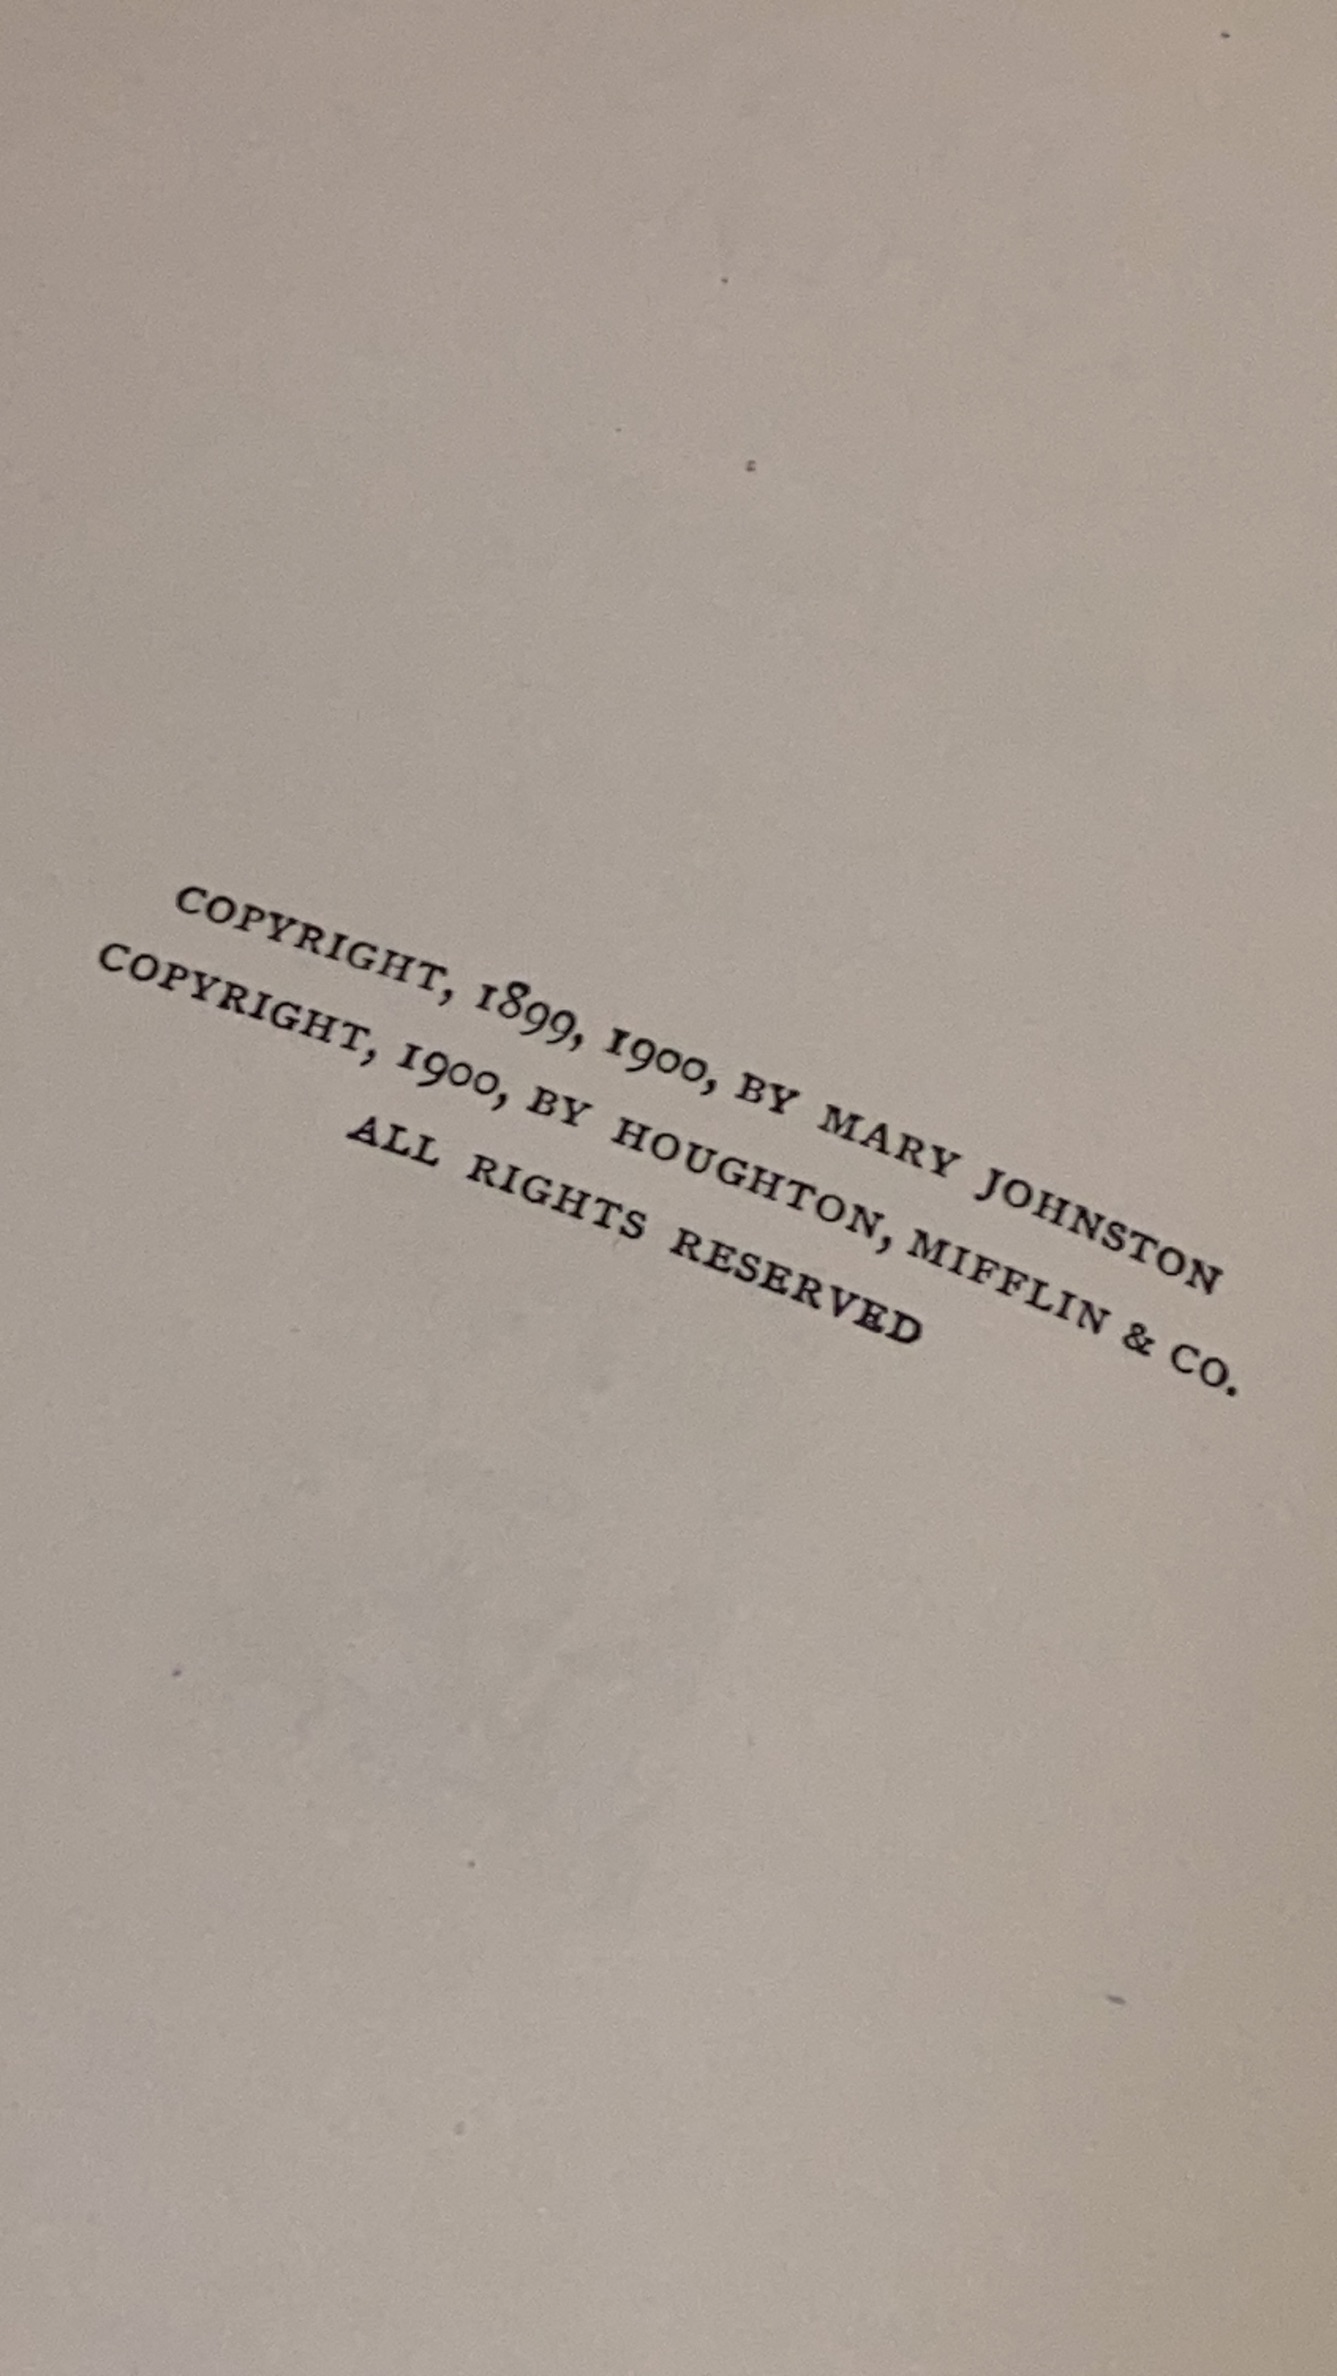 COPYRIGHT, 1899, 1900, BY MARY JOHNSTON
COPYRIGHT, 1900, BY HOUGHTON, MIFFLIN & CO.
ALL RIGHTS RESERVED